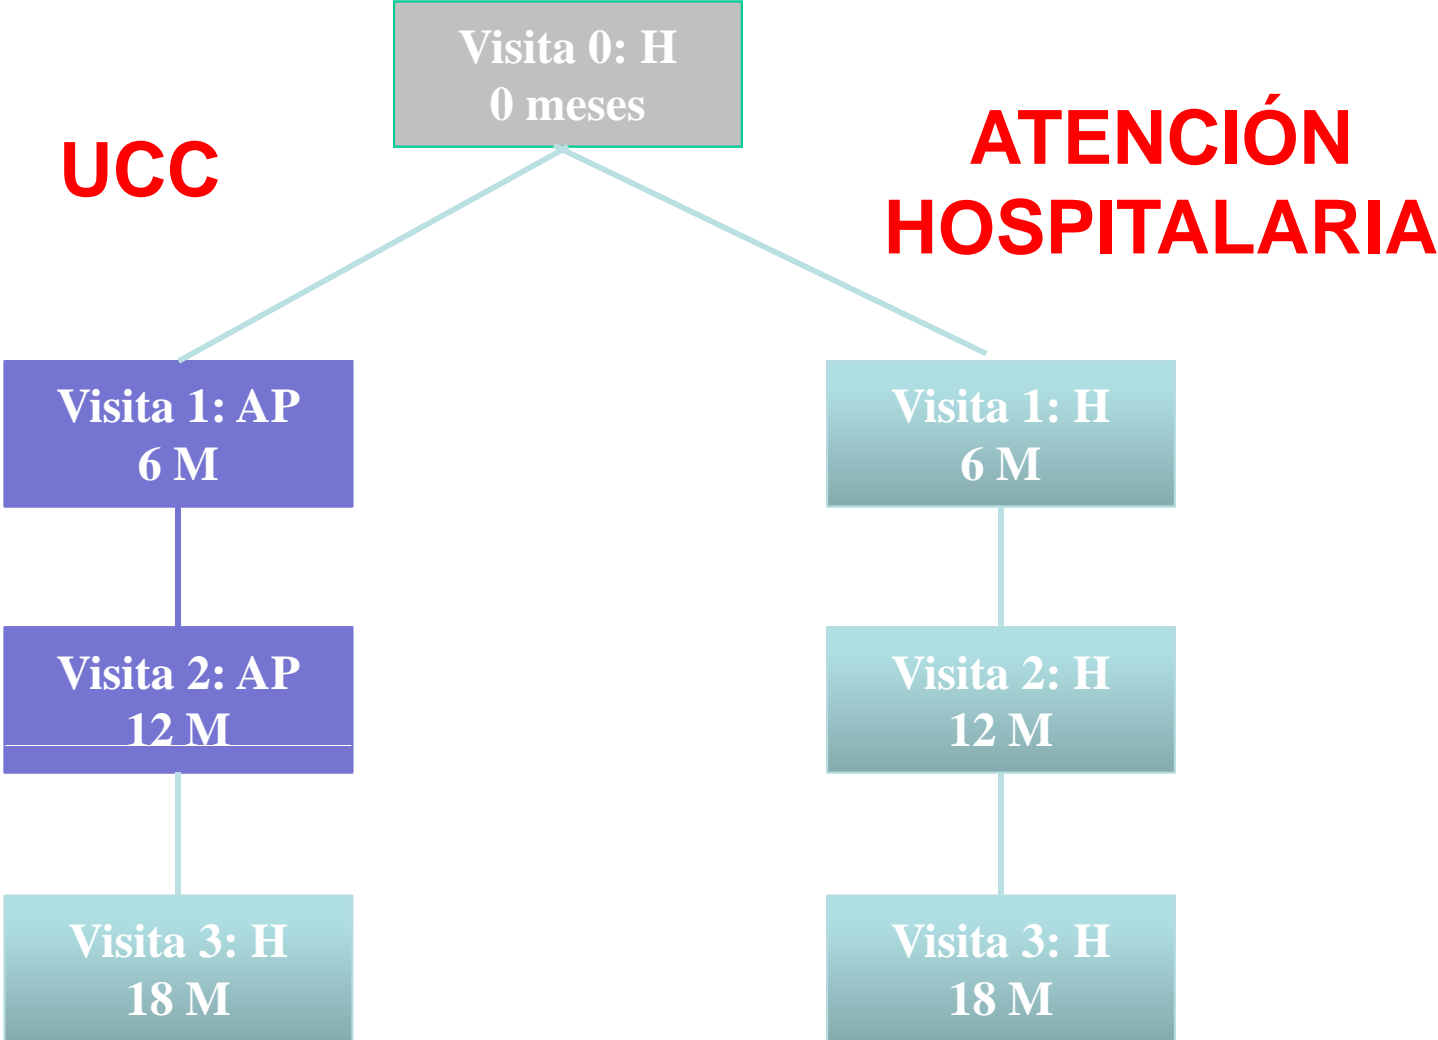 Visita 0: H
0 meses
UCC
ATENCIÓN
HOSPITALARIA
Visita 1: AP
6 M
Visita 1: H
6 M
Visita 2: AP
12 M
Visita 2: H
12 M
Visita 3: H
18 M
Visita 3: H
18 M